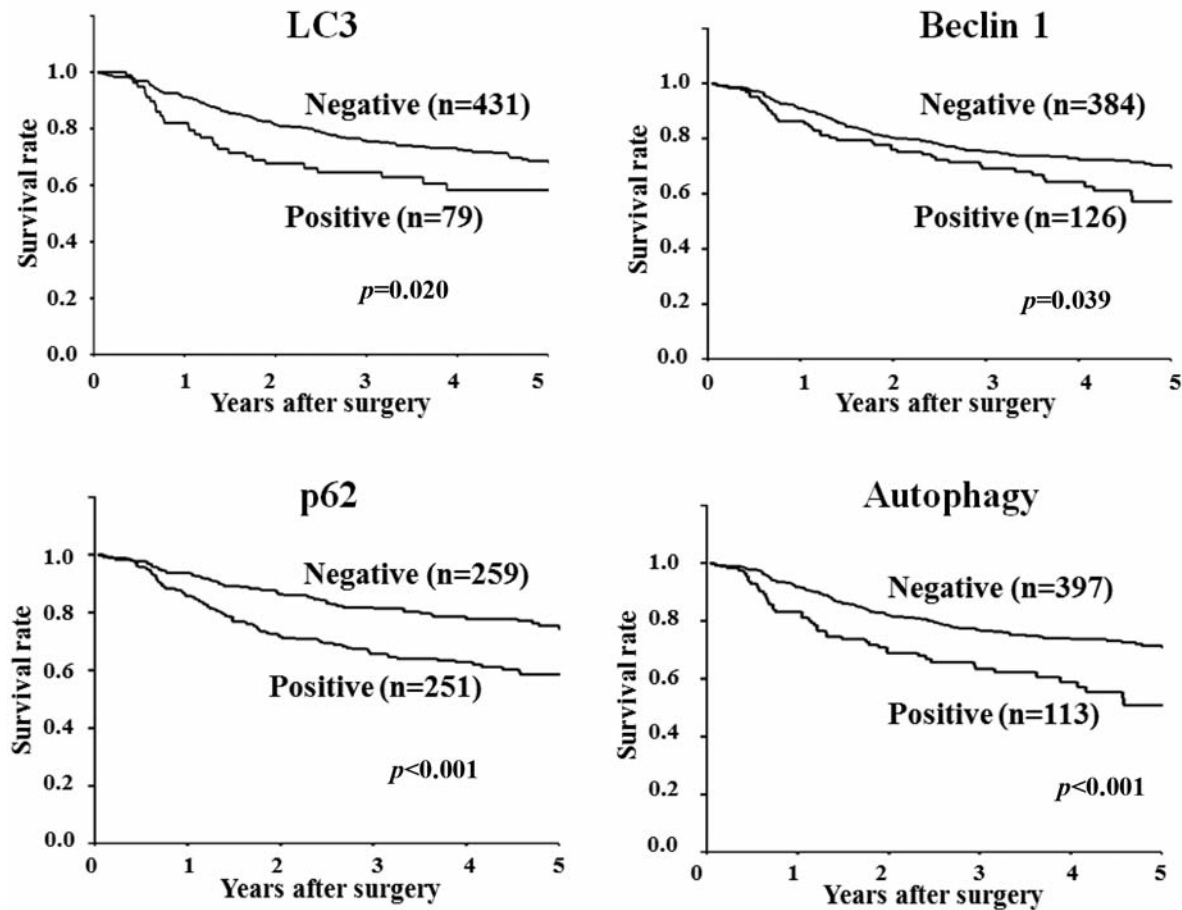 LC3
1.0
0.8
0.6
0.4
0.2
0.0
Survival rate
Negative (n=431)
Positive (n=79)
p=0.020
0 1 2 3 4 5
Years after surgery
Beclin 1
1.0
0.8
0.6
0.4
0.2
0.0
Survival rate
Negative (n=384)
Positive (n=126)
p=0.039
0 1 2 3 4 5
Years after surgery
p62
1.0
0.8
0.6
0.4
0.2
0.0
Survival rate
Negative (n=259)
Positive (n=251)
p<0.001
0 1 2 3 4 5
Years after surgery
Autophagy
1.0
0.8
0.6
0.4
0.2
0.0
Survival rate
Negative (n=397)
Positive (n=113)
p<0.001
0 1 2 3 4 5
Years after surgery